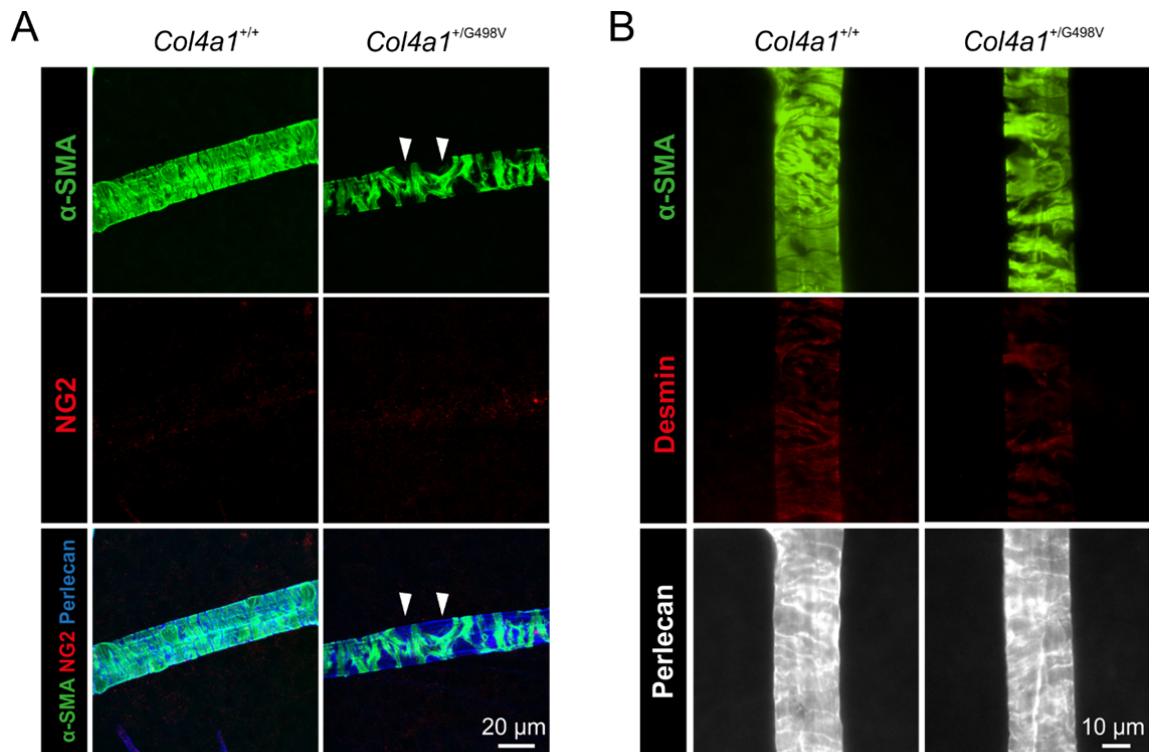 A
Col4a1+/+
Col4a1+/G498V
α-SMA
NG2
α-SMA NG2 Perlecan
20 µm
B
Col4a1+/+
Col4a1+/G498V
α-SMA
Desmin
Perlecan
10 µm